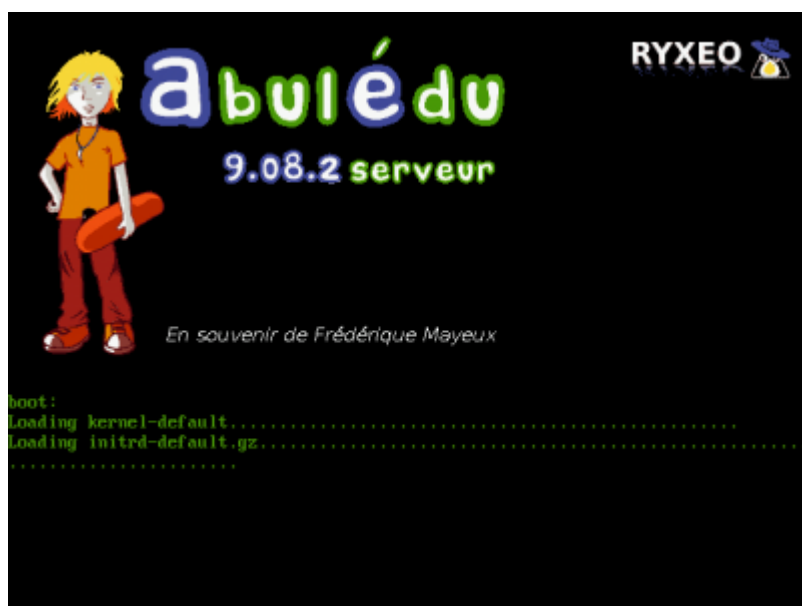 abulédu
RYXEO
9.08.2 serveur
En souvenir de Frédérique Mayeux
boot:
Loading kernel-default...................................................
Loading initrd-default.gz......................................................
.......................